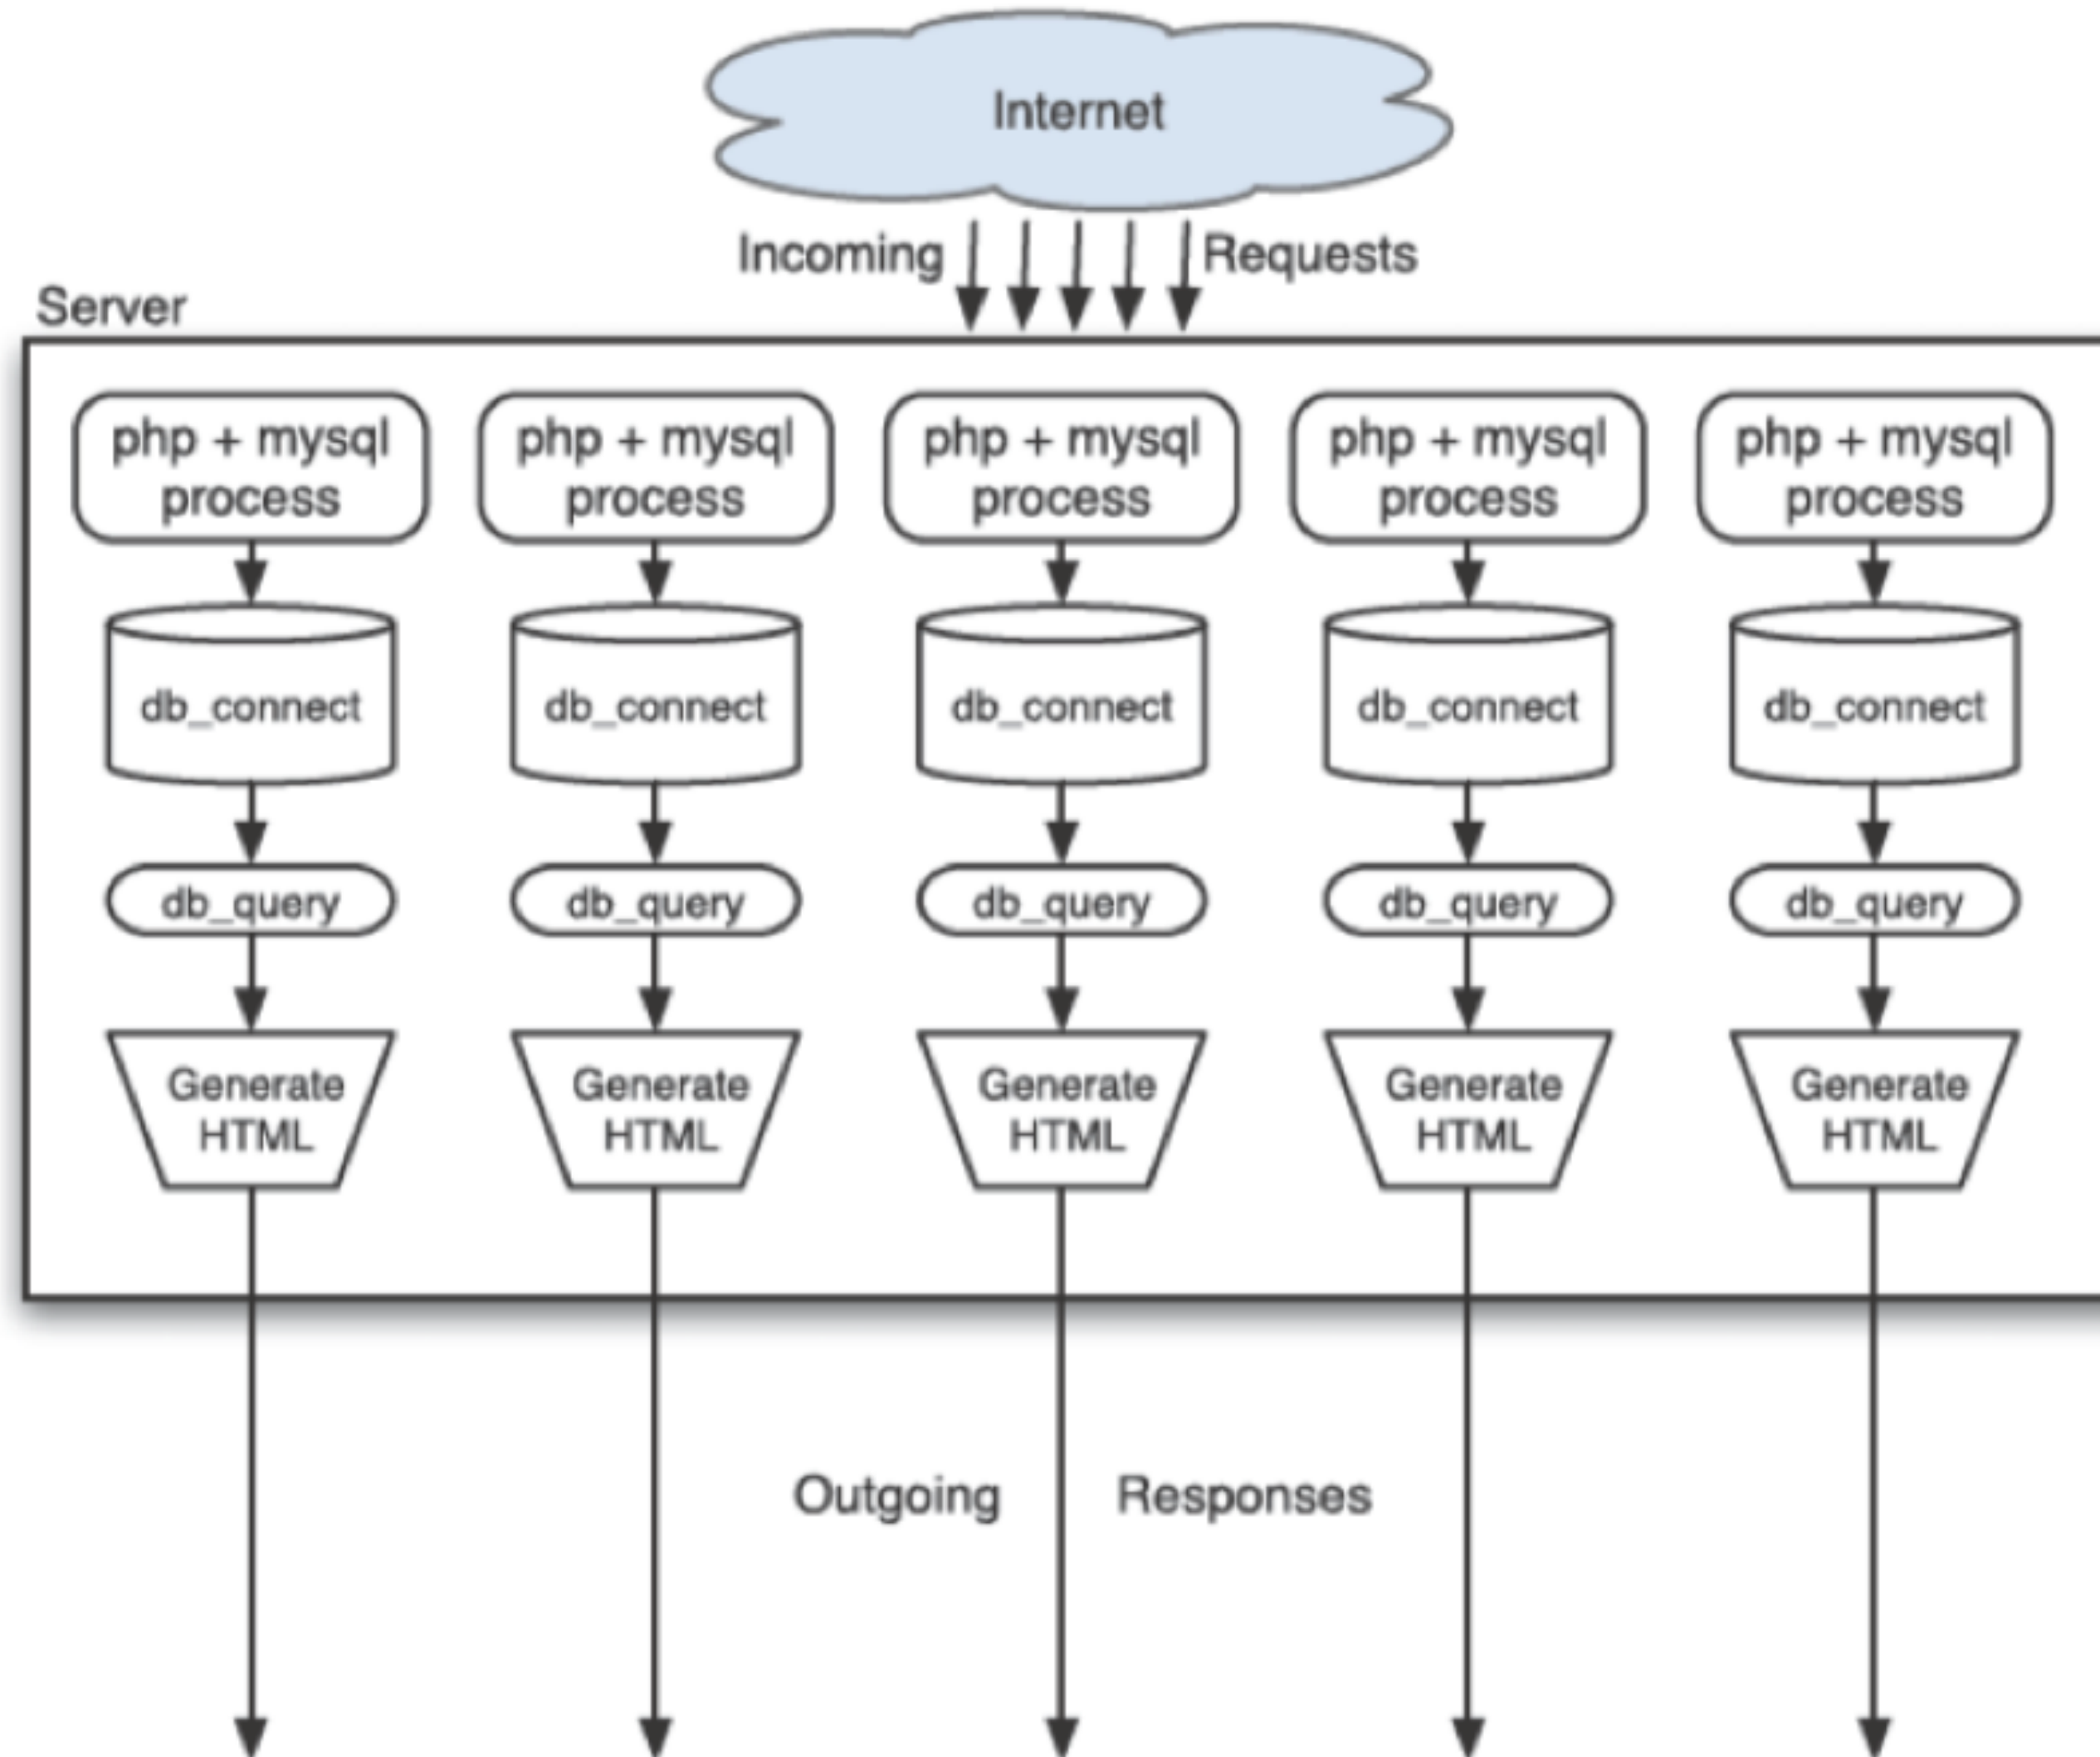 Internet
Incoming Requests
Server
php + mysql process
php + mysql process
php + mysql process
php + mysql process
php + mysql process
db_connect
db_connect
db_connect
db_connect
db_connect
db_query
db_query
db_query
db_query
db_query
Generate HTML
Generate HTML
Generate HTML
Generate HTML
Generate HTML
Outgoing Responses